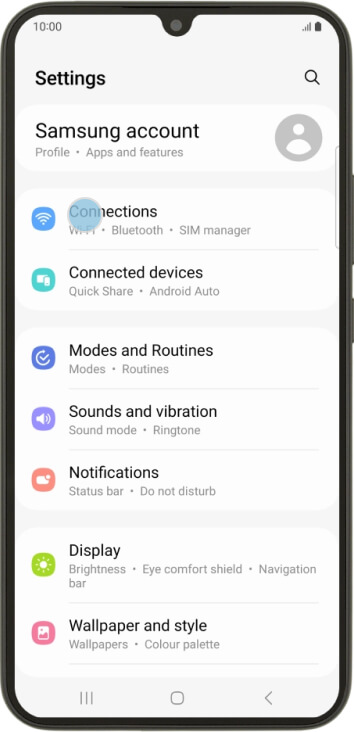 10:00
Settings
Samsung account
Profile • Apps and features
Connections
Wi-Fi • Bluetooth • SIM manager
Connected devices
Quick Share • Android Auto
Modes and Routines
Modes • Routines
Sounds and vibration
Sound mode • Ringtone
Notifications
Status bar • Do not disturb
Display
Brightness • Eye comfort shield • Navigation
bar
Wallpaper and style
Wallpapers • Colour palette